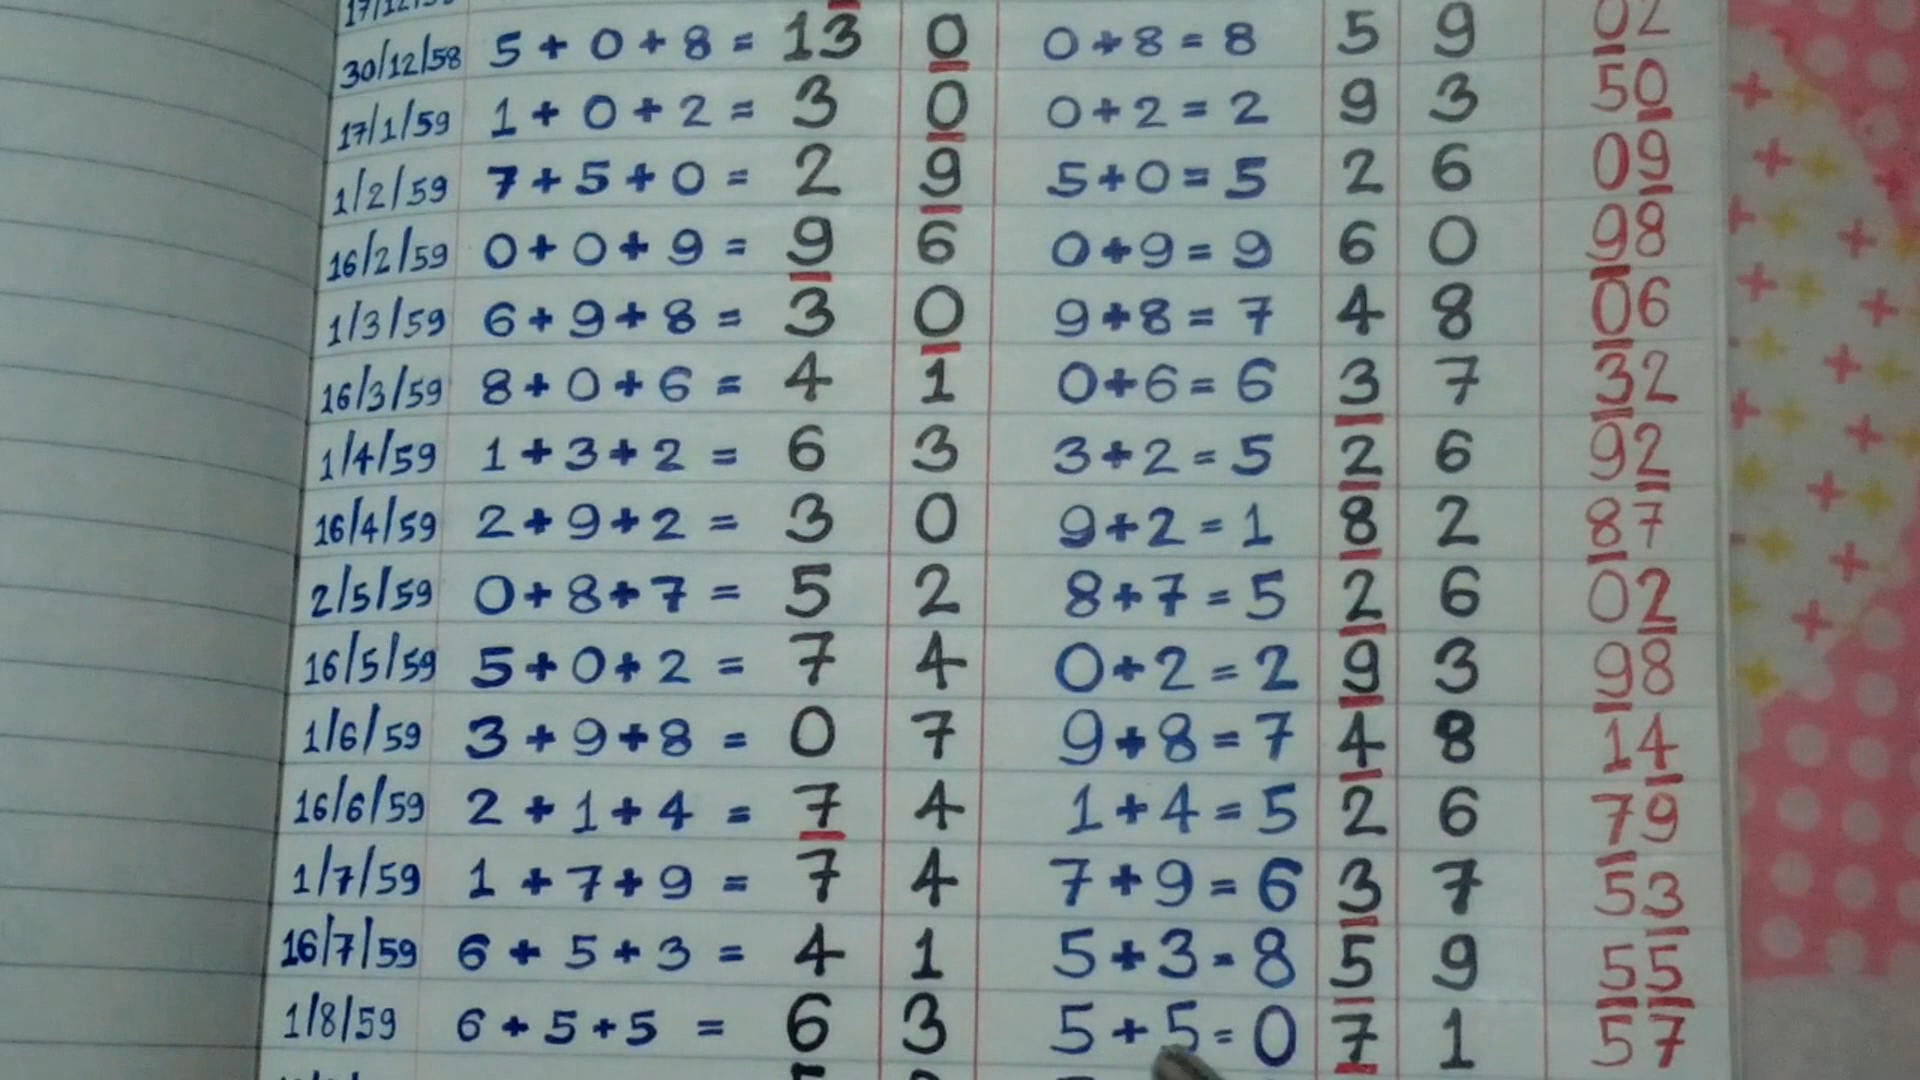 30/12/58 5 + 0 + 8 = 13 0 0 + 8 = 8 5 9 02
17/1/59 1 + 0 + 2 = 3 0 0 + 2 = 2 9 3 50
1/2/59 7 + 5 + 0 = 2 9 5 + 0 = 5 2 6 09
16/2/59 0 + 0 + 9 = 9 6 0 + 9 = 9 6 0 98
1/3/59 6 + 9 + 8 = 3 0 9 + 8 = 7 4 8 06
16/3/59 8 + 0 + 6 = 4 1 0 + 6 = 6 3 7 32
1/4/59 1 + 3 + 2 = 6 3 3 + 2 = 5 2 6 92
16/4/59 2 + 9 + 2 = 3 0 9 + 2 = 1 8 2 87
2/5/59 0 + 8 + 7 = 5 2 8 + 7 = 5 2 6 02
16/5/59 5 + 0 + 2 = 7 4 0 + 2 = 2 9 3 98
1/6/59 3 + 9 + 8 = 0 7 9 + 8 = 7 4 8 14
16/6/59 2 + 1 + 4 = 7 4 1 + 4 = 5 2 6 79
1/7/59 1 + 7 + 9 = 7 4 7 + 9 = 6 3 7 53
16/7/59 6 + 5 + 3 = 4 1 5 + 3 = 8 5 9 55
1/8/59 6 + 5 + 5 = 6 3 5 + 5 = 0 7 1 57